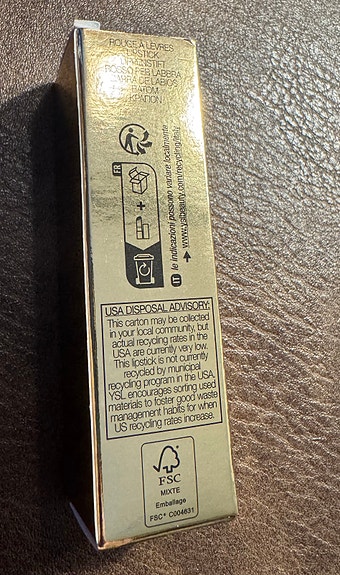 ROUGE À LÈVRES
LIPSTICK
LIPPENSTIFT
ROSSO PER LABBRA
BARRA DE LABIOS
BATOM
ΚΡΑΓΙΟΝ
FR
+
IT le indicazioni possono variare localmente
www.yslbeauty.com/recycling/italy
USA DISPOSAL ADVISORY:
This carton may be collected
in your local community, but
actual recycling rates in the
USA are currently very low.
This lipstick is not currently
recycled by municipal
recycling program in the USA.
YSL encourages sorting used
materials to foster good waste
management habits for when
US recycling rates increase.
FSC
MIXTE
Emballage
FSC® C004631